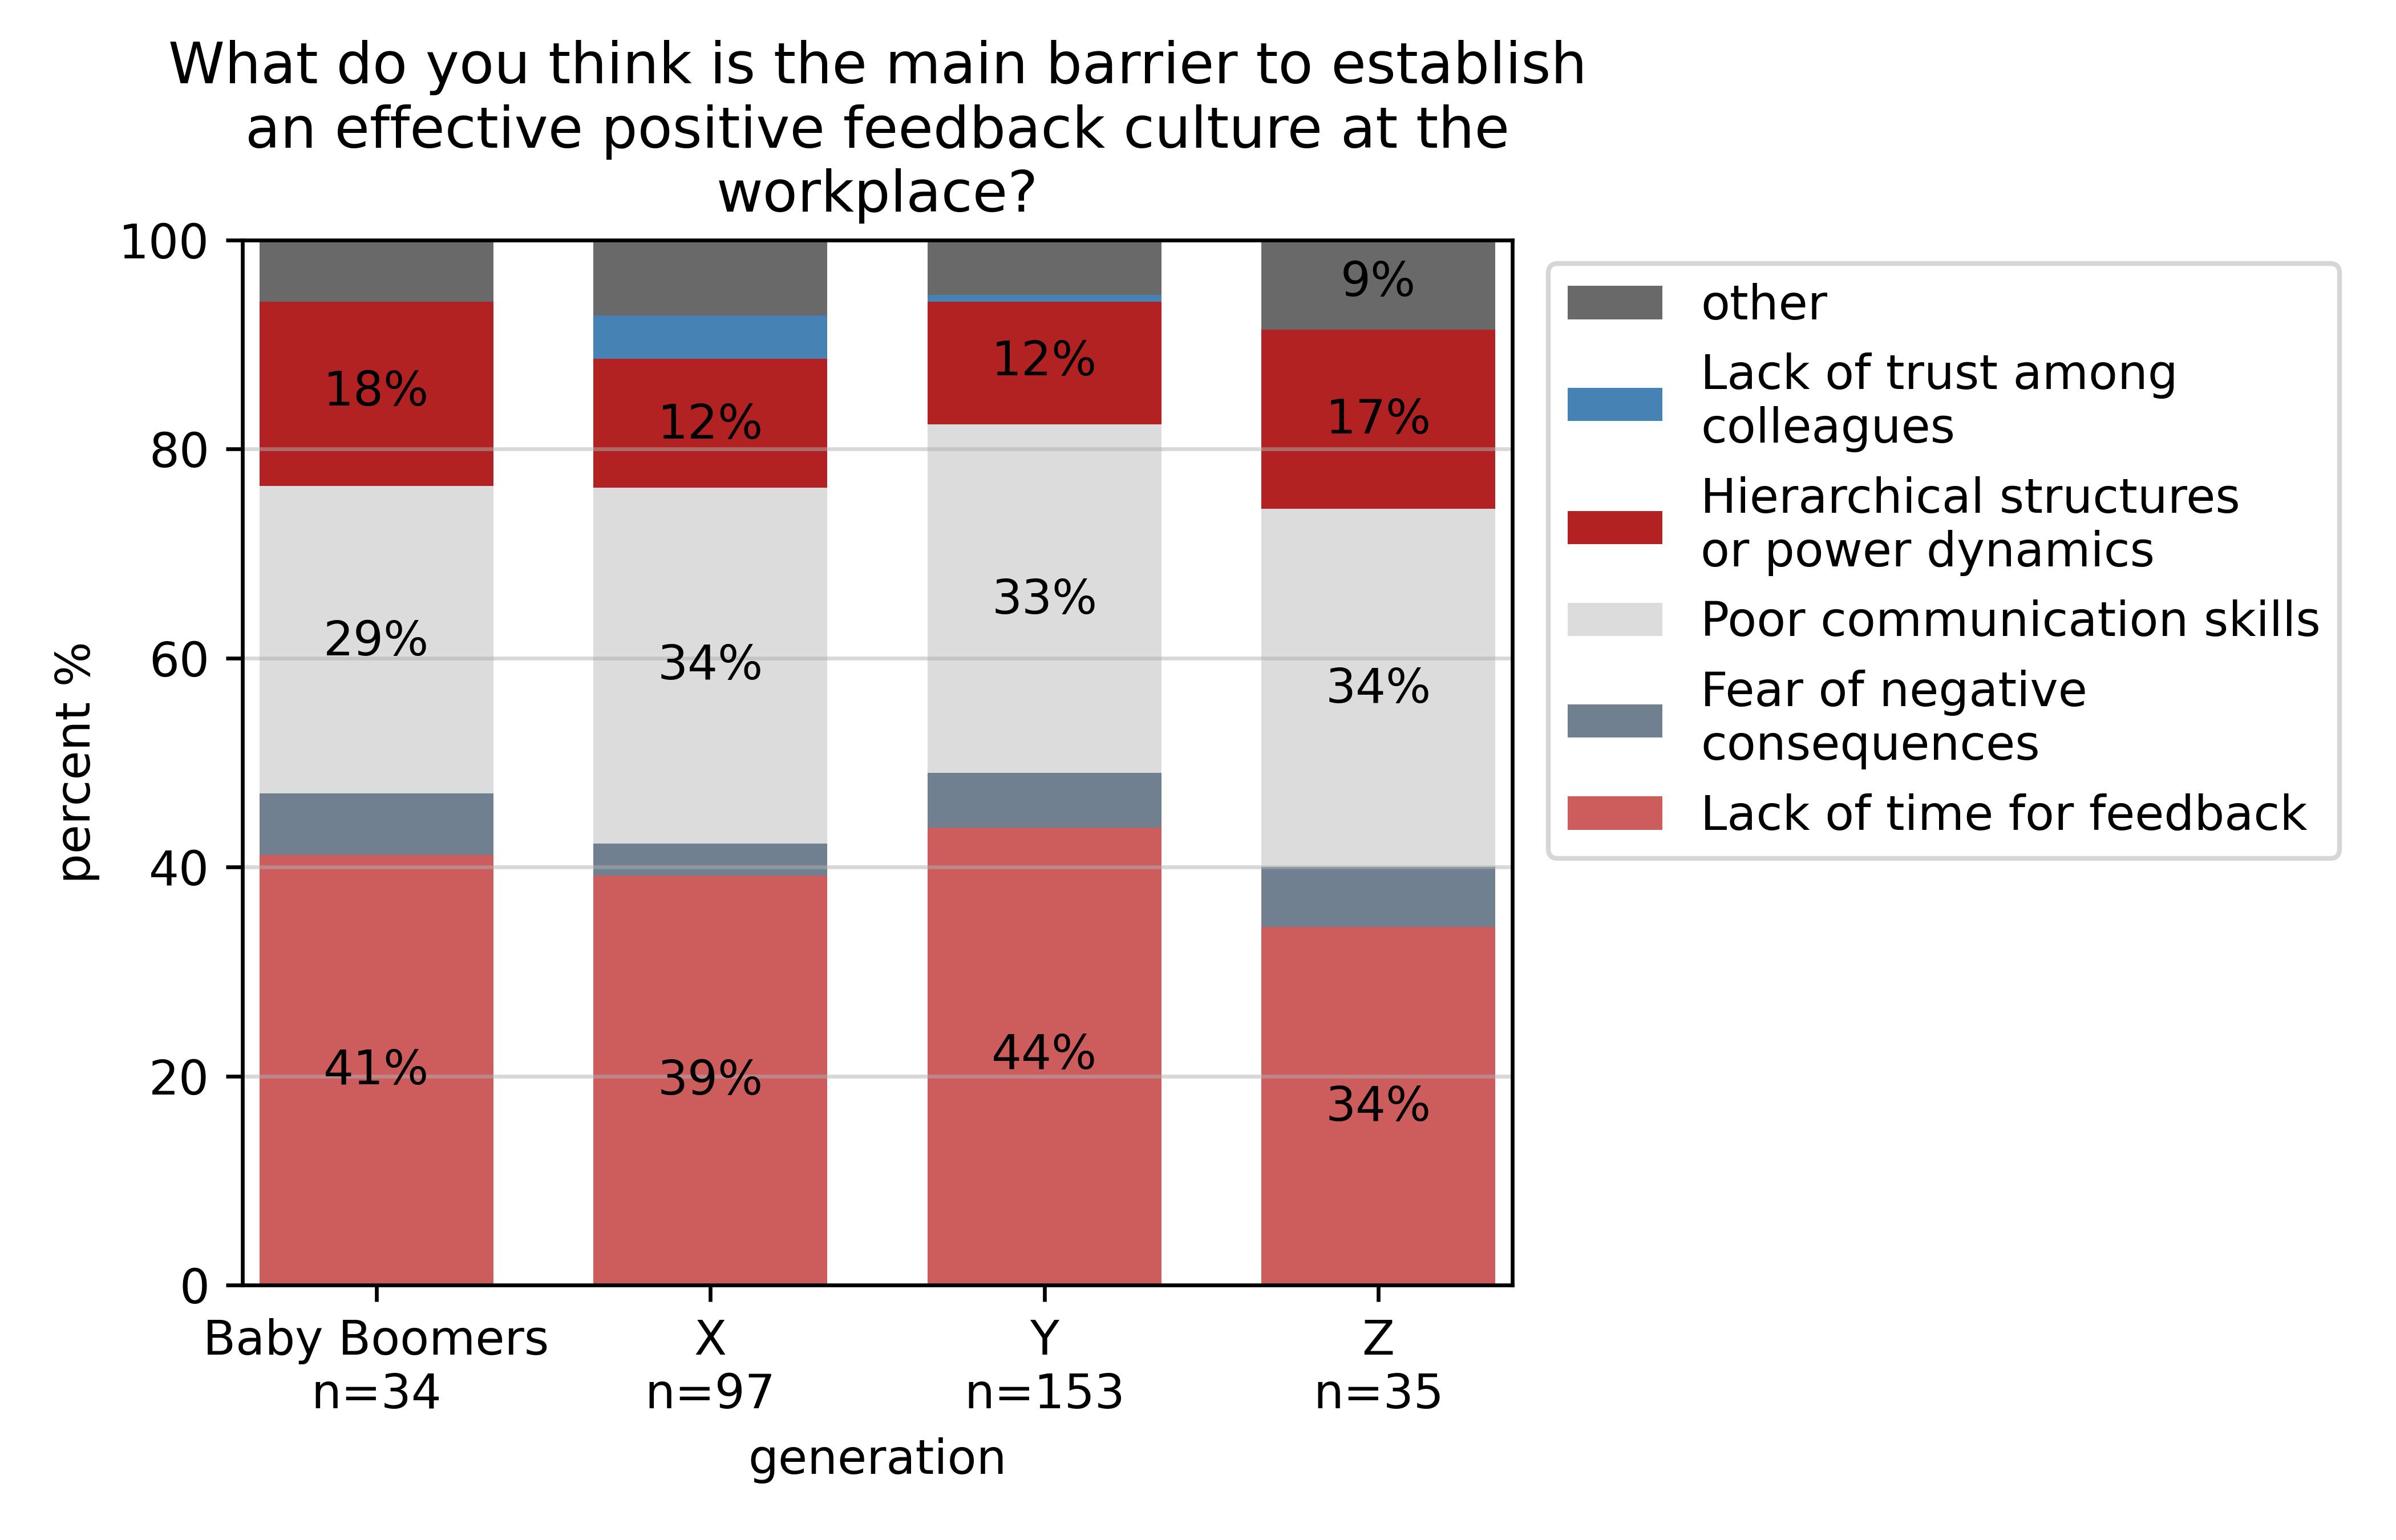 What do you think is the main barrier to establish
an effective positive feedback culture at the
workplace?
percent %
100
80
60
40
20
0
18%
29%
41%
12%
34%
39%
12%
33%
44%
9%
17%
34%
34%
Baby Boomers
n=34
X
n=97
Y
n=153
Z
n=35
generation
other
Lack of trust among
colleagues
Hierarchical structures
or power dynamics
Poor communication skills
Fear of negative
consequences
Lack of time for feedback